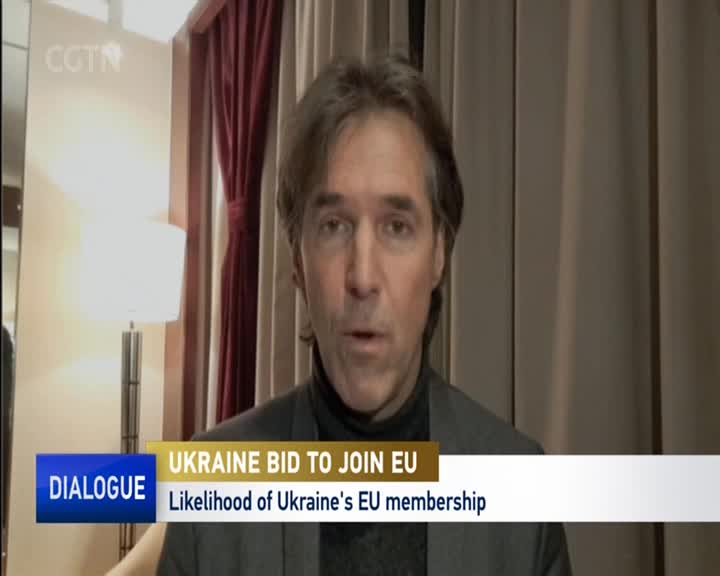 CGTN
UKRAINE BID TO JOIN EU
DIALOGUE
Likelihood of Ukraine's EU membership